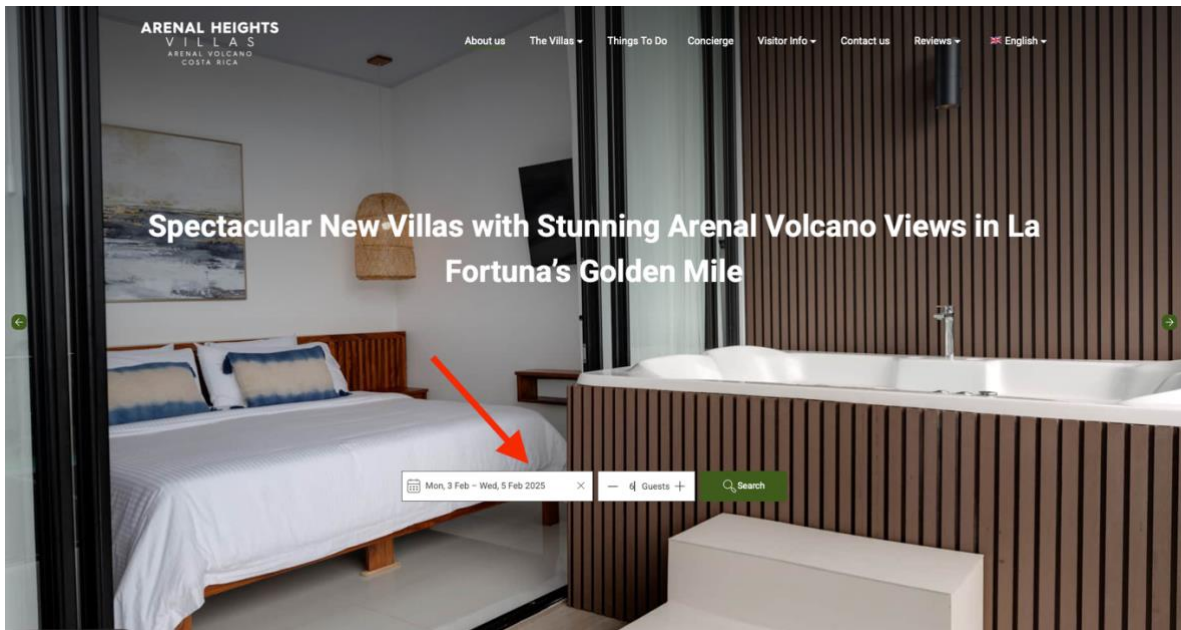 ARENAL HEIGHTS
VILLAS
ARENAL VOLCANO
COSTA RICA
About us The Villas Things To Do Concierge Visitor Info Contact us Reviews English
Spectacular New Villas with Stunning Arenal Volcano Views in La
Fortuna's Golden Mile
Mon, 3 Feb – Wed, 5 Feb 2025 × − 6 Guests + Search